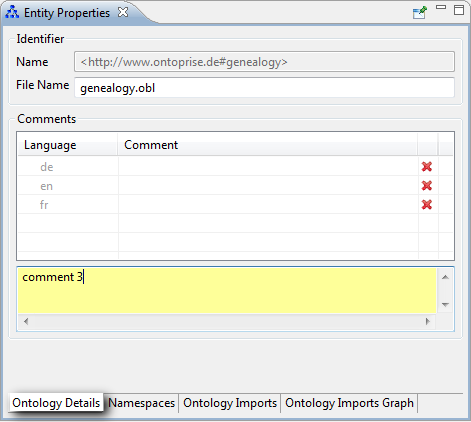 Entity Properties
Identifier
Name <http://www.ontoprise.de#genealogy>
File Name genealogy.obl
Comments
Language Comment
de
en
fr
comment 3
Ontology Details Namespaces Ontology Imports Ontology Imports Graph